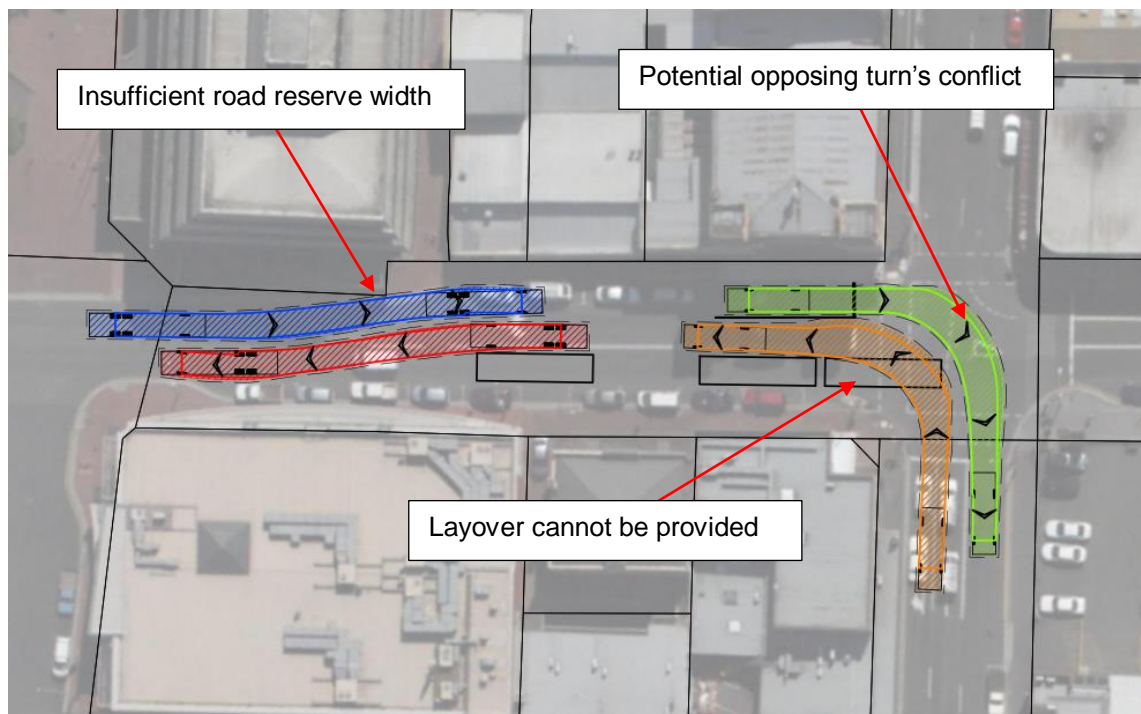 Potential opposing turn's conflict
Insufficient road reserve width
Layover cannot be provided